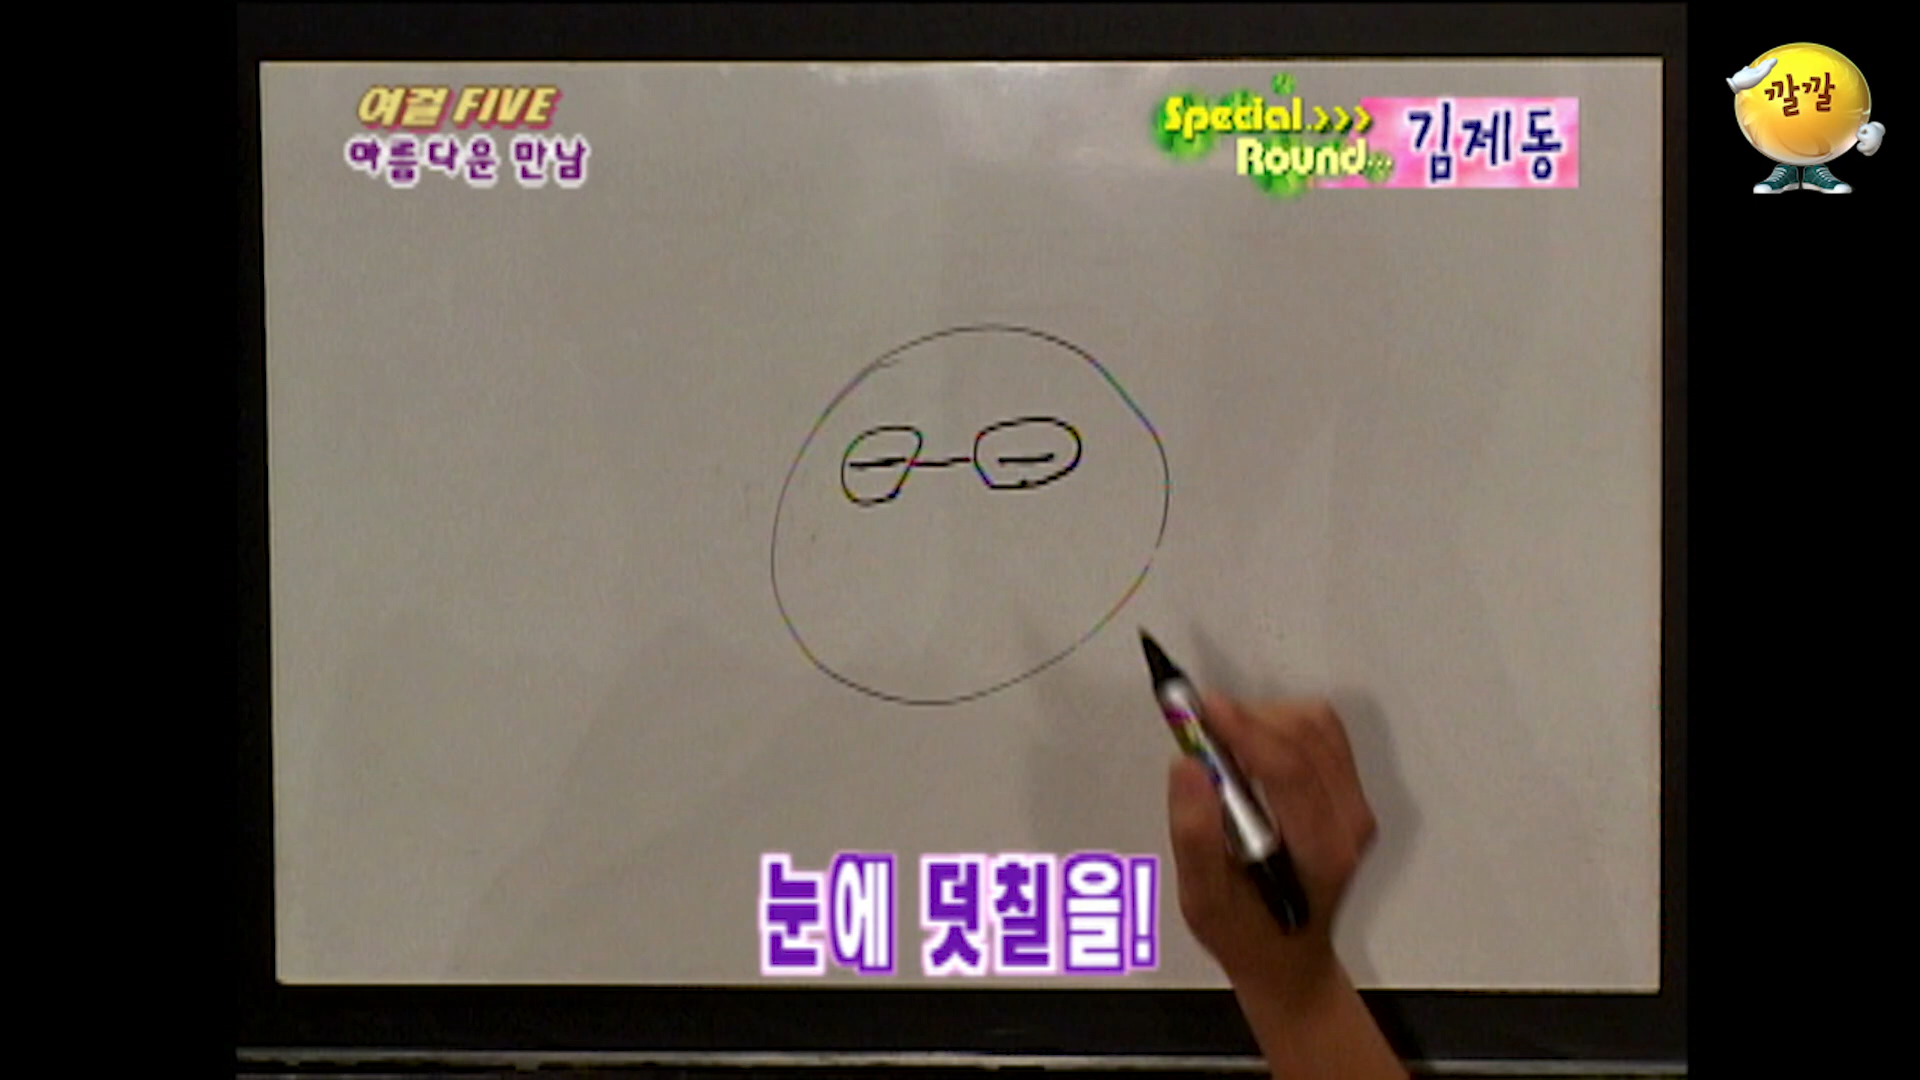 여걸 FIVE
아름다운 만남
Special >>>
Round...
김제동
깔깔
눈에 덧칠을!